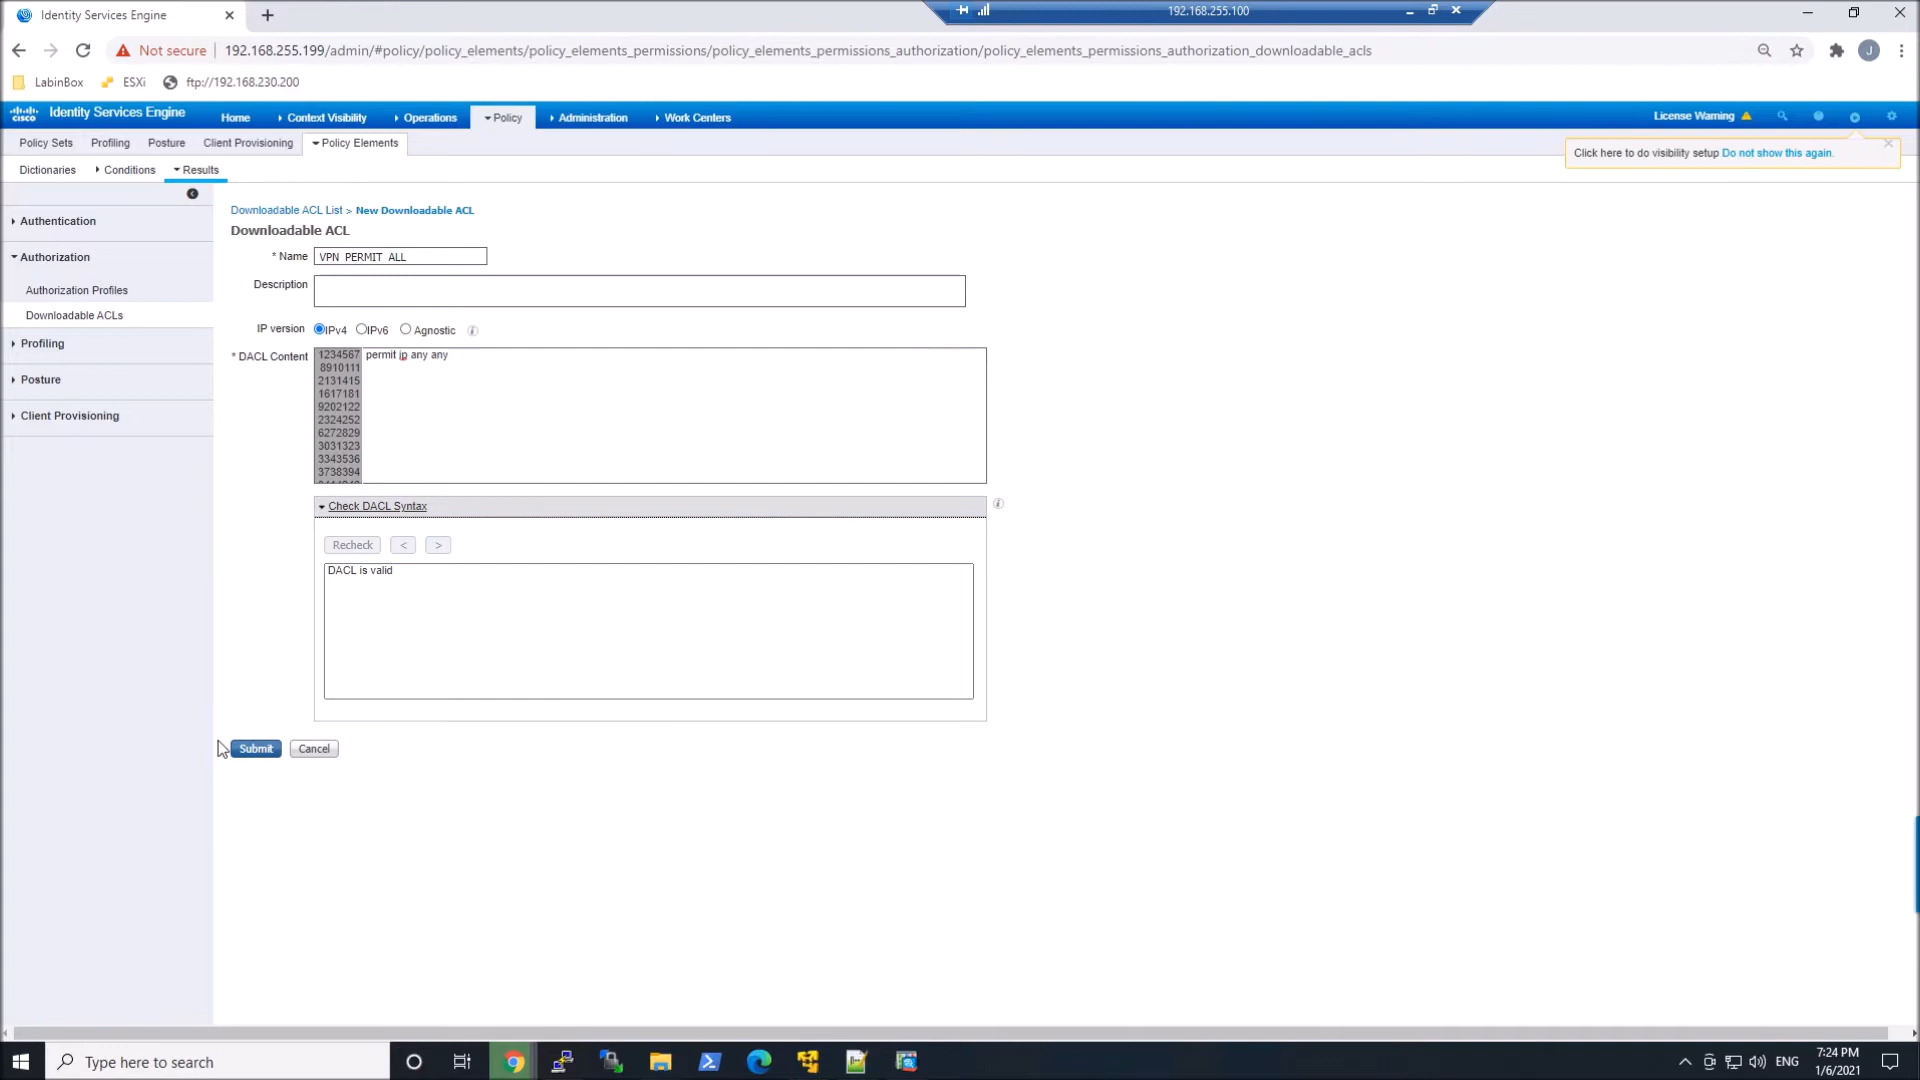 Identity Services Engine
192.168.255.100
Not secure
192.168.255.199/admin/#policy/policy_elements/policy_elements_permissions/policy_elements_permissions_authorization/policy_elements_permissions_authorization_downloadable_acls
J
LabinBox
ESXi
ftp://192.168.230.200
cisco
Identity Services Engine
Home
Context Visibility
Operations
Policy
Administration
Work Centers
License Warning
Policy Sets
Profiling
Posture
Client Provisioning
Policy Elements
Click here to do visibility setup Do not show this again.
Dictionaries
Conditions
Results
Authentication
Authorization
Authorization Profiles
Downloadable ACLs
Profiling
Posture
Client Provisioning
Downloadable ACL List > New Downloadable ACL
Downloadable ACL
* Name
VPN_PERMIT_ALL
Description
IP version
IPv4
IPv6
Agnostic
* DACL Content
1234567
8910111
2131415
1617181
9202122
2324252
6272829
3031323
3343536
3738394
permit ip any any
Check DACL Syntax
Recheck
<
>
DACL is valid
Submit
Cancel
Type here to search
ENG
7:24 PM
1/6/2021